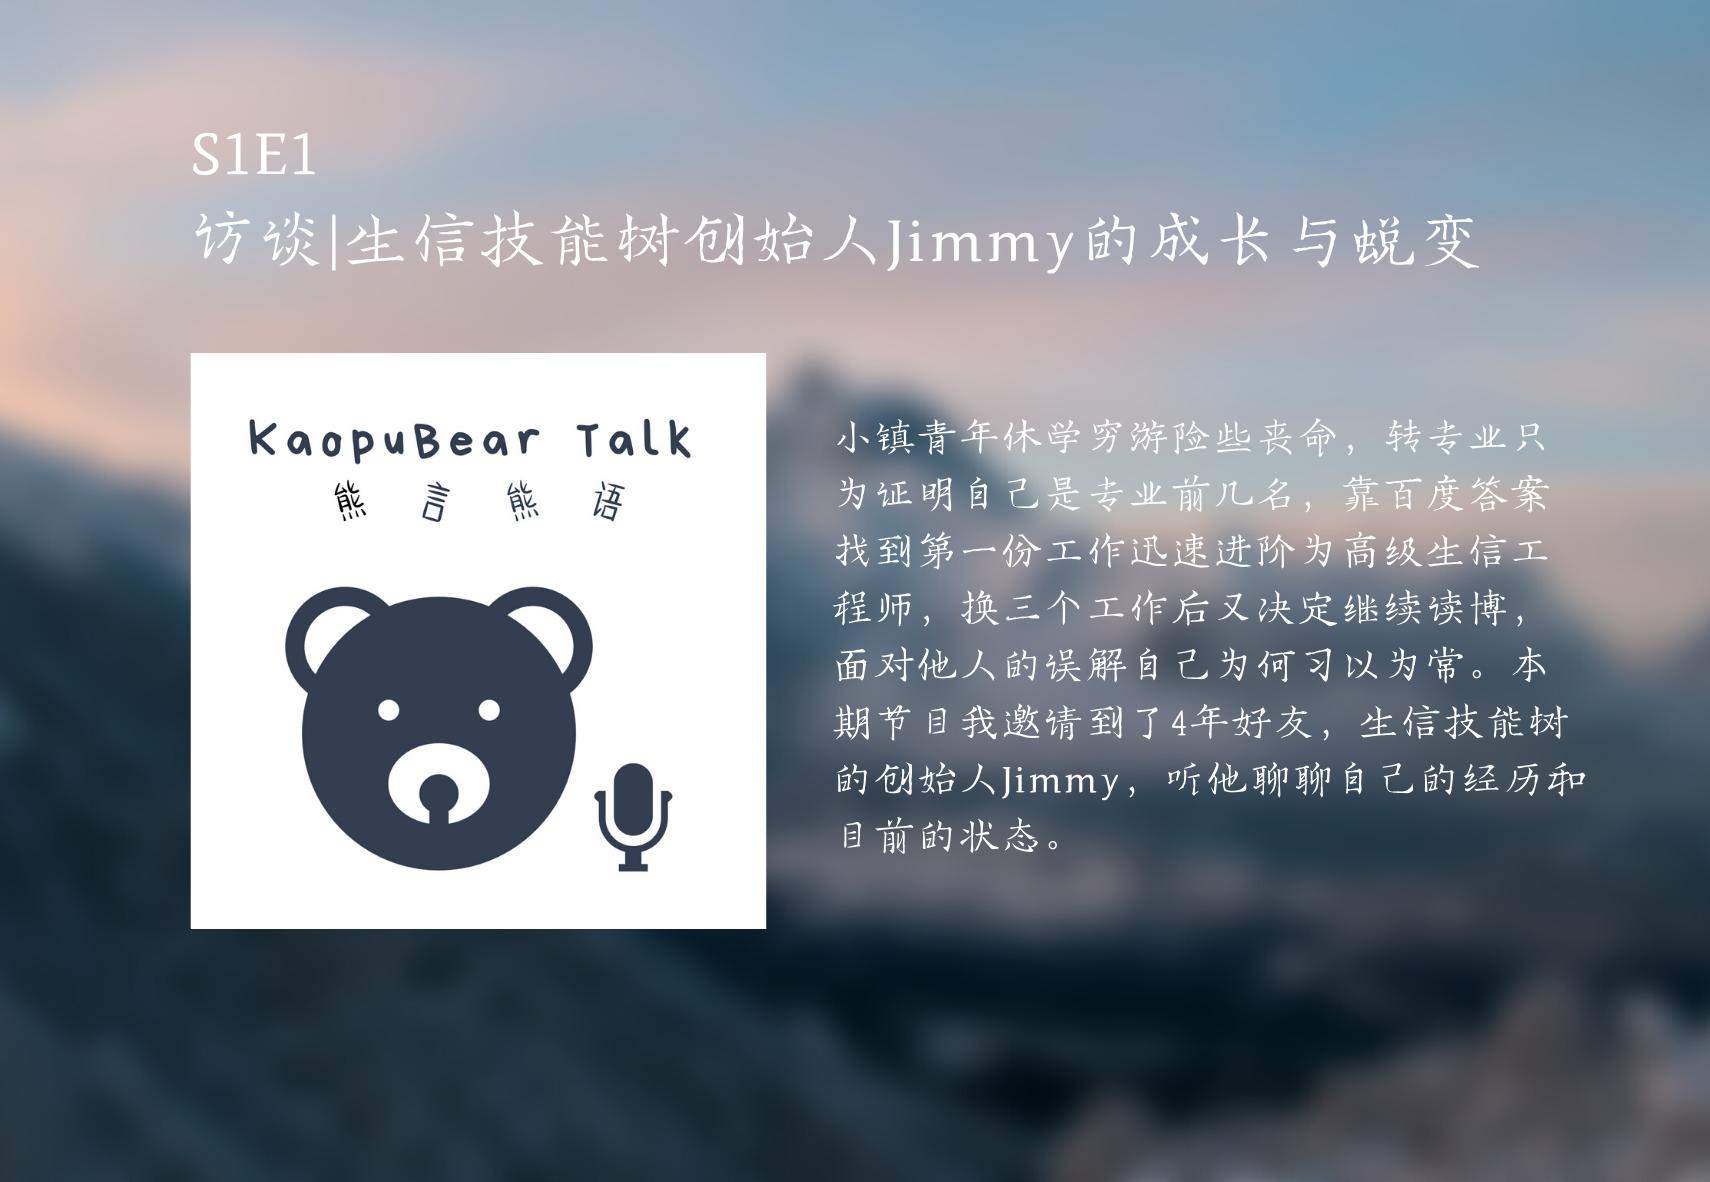 S1E1
访谈|生信技能树创始人Jimmy的成长与蜕变
KaopuBear Talk
熊言熊语
小镇青年休学穷游险些丧命，转专业只
为证明自己是专业前几名，靠百度答案
找到第一份工作迅速进阶为高级生信工
程师，换三个工作后又决定继续读博，
面对他人的误解自己为何习以为常。本
期节目我邀请到了4年好友，生信技能树
的创始人Jimmy，听他聊聊自己的经历和
目前的状态。